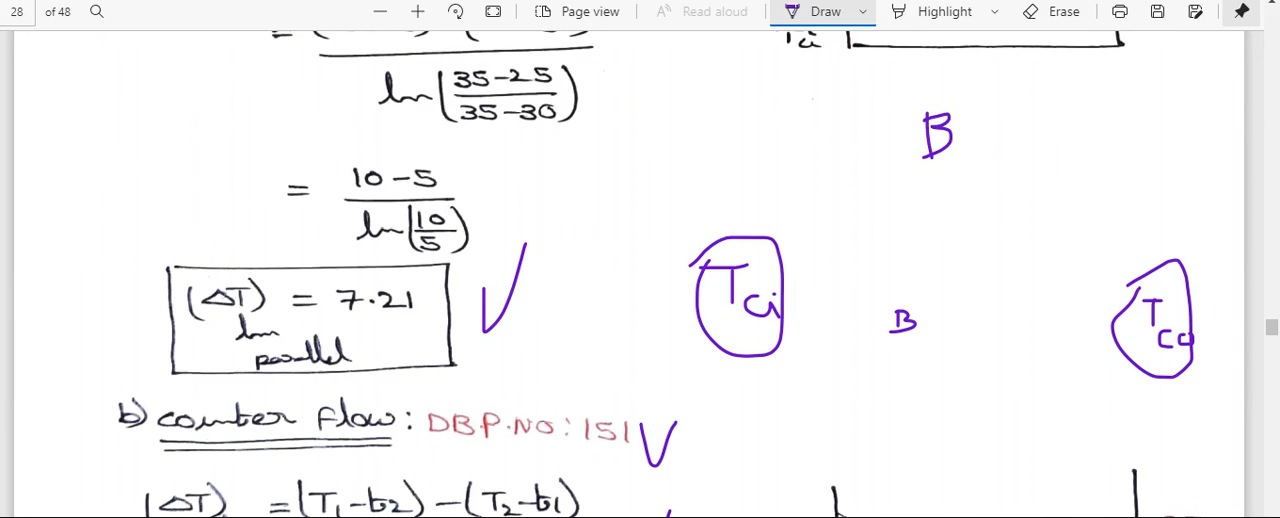 28 of 48 Page view Read aloud Draw Highlight Erase
Tci
ln(35-25/35-30)
B
= 10-5/ln(10/5)
(ΔT)lm parallel = 7.21
Tci B Tco
b) counter flow: DBP.NO:151
(ΔT) = (T1-t2) - (T2-t1)